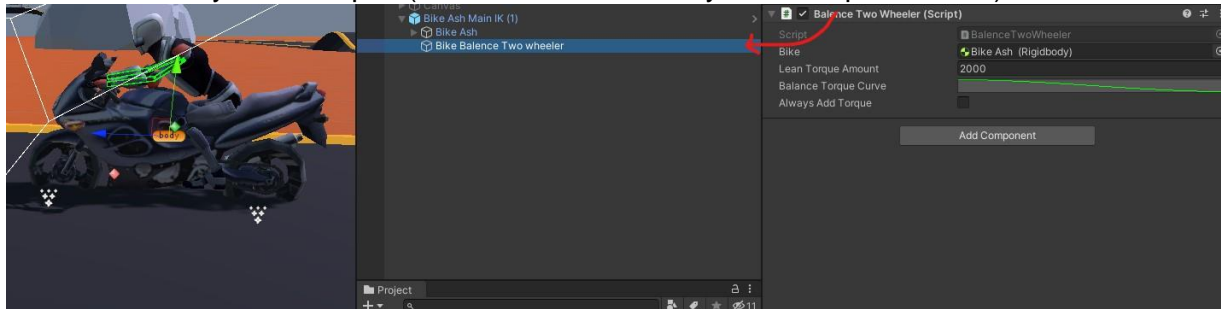 Canvas
Bike Ash Main IK (1)
Bike Ash
Bike Balence Two wheeler
body
Project
11
Balence Two Wheeler (Script)
Script
BalenceTwoWheeler
Bike
Bike Ash (Rigidbody)
Lean Torque Amount
2000
Balance Torque Curve
Always Add Torque
Add Component